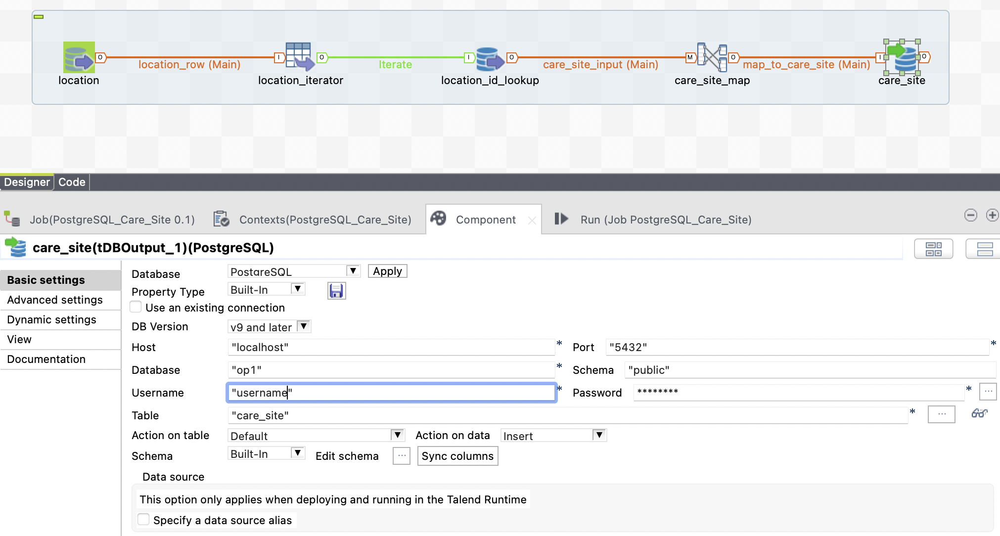 O I O I O M O I O
location_row (Main) Iterate care_site_input (Main) map_to_care_site (Main)
location location_iterator location_id_lookup care_site_map care_site
Designer Code
Job(PostgreSQL_Care_Site 0.1) Contexts(PostgreSQL_Care_Site) Component Run (Job PostgreSQL_Care_Site)
care_site(tDBOutput_1)(PostgreSQL)
Basic settings
Advanced settings
Dynamic settings
View
Documentation
Database PostgreSQL Apply
Property Type Built-In
Use an existing connection
DB Version v9 and later
Host "localhost" * Port "5432" *
Database "op1" * Schema "public"
Username "username" * Password ******** * ...
Table "care_site" * ...
Action on table Default Action on data Insert
Schema Built-In Edit schema ... Sync columns
Data source
This option only applies when deploying and running in the Talend Runtime
Specify a data source alias